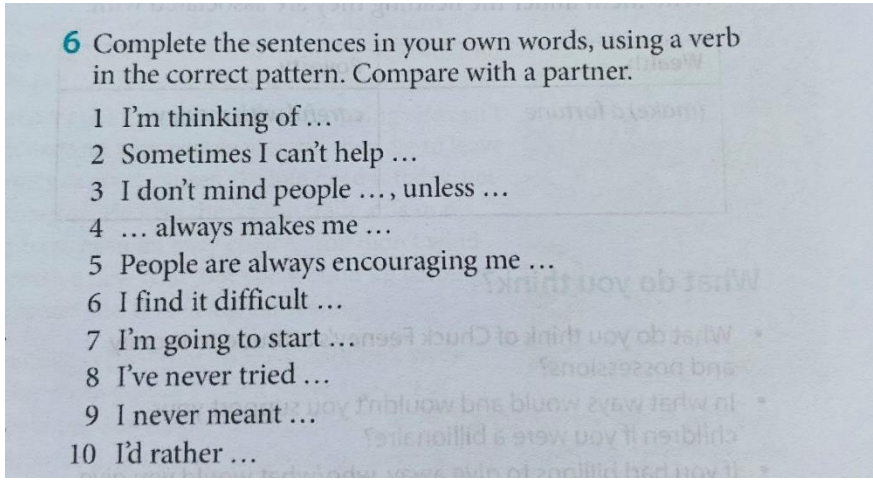 6 Complete the sentences in your own words, using a verb
in the correct pattern. Compare with a partner.
1 I'm thinking of ...
2 Sometimes I can't help ...
3 I don't mind people ..., unless ...
4 ... always makes me ...
5 People are always encouraging me ...
6 I find it difficult ...
7 I'm going to start ...
8 I've never tried ...
9 I never meant ...
10 I'd rather ...